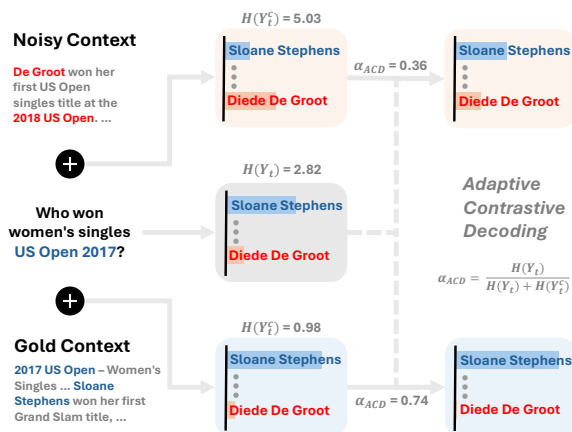 Noisy Context
De Groot won her
first US Open
singles title at the
2018 US Open. ...
H(Y_t^c) = 5.03
Sloane Stephens
Diede De Groot
α_ACD = 0.36
Sloane Stephens
Diede De Groot
Who won
women's singles
US Open 2017?
H(Y_t) = 2.82
Sloane Stephens
Diede De Groot
Adaptive
Contrastive
Decoding
α_ACD = H(Y_t) / (H(Y_t) + H(Y_t^c))
Gold Context
2017 US Open – Women's
Singles ... Sloane
Stephens won her first
Grand Slam title, ...
H(Y_t^c) = 0.98
Sloane Stephens
Diede De Groot
α_ACD = 0.74
Sloane Stephens
Diede De Groot